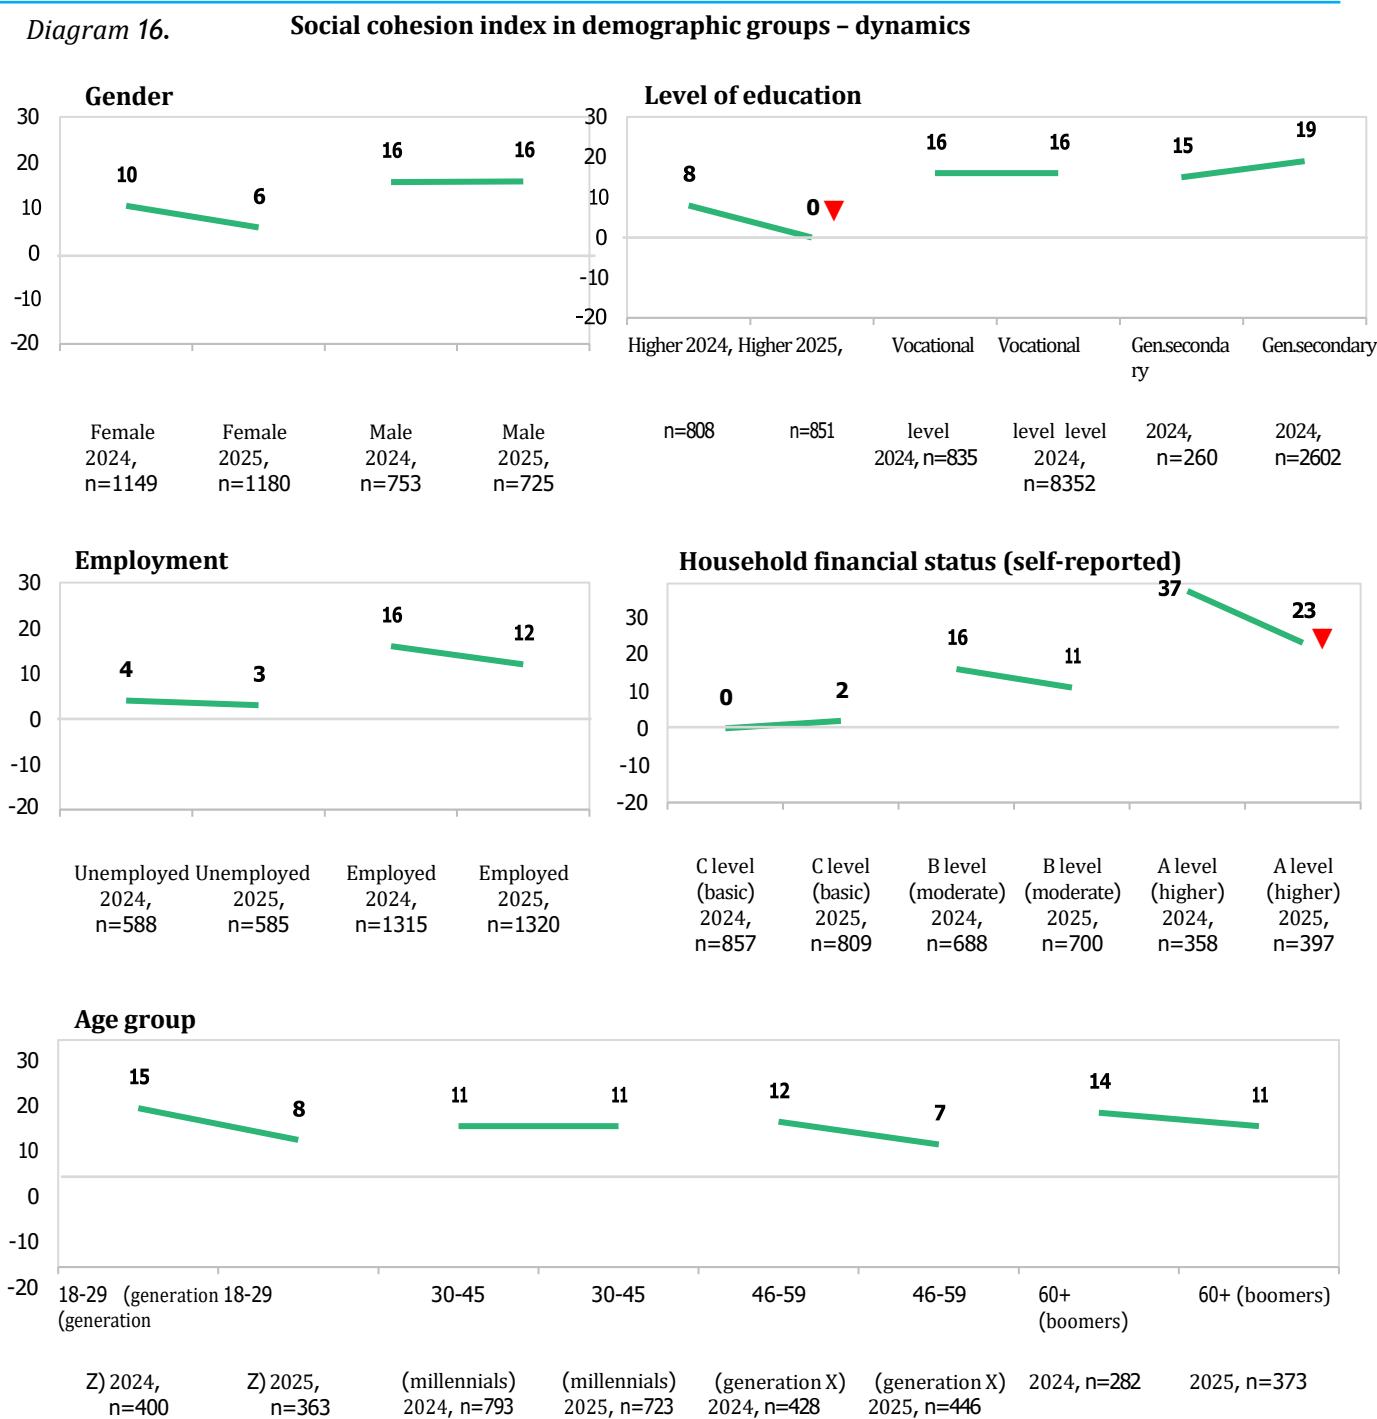 Diagram 16.
Social cohesion index in demographic groups – dynamics
Gender
30
20
10
0
-10
-20
10
6
16
16
Female 2024, n=1149
Female 2025, n=1180
Male 2024, n=753
Male 2025, n=725
Level of education
30
20
10
0
-10
-20
8
0
16
16
15
19
Higher 2024, Higher 2025,
Vocational
Vocational
Gen.seconda
ry
Gen.secondary
n=808
n=851
level
2024, n=835
level level
2024,
n=8352
2024,
n=260
2024,
n=2602
Employment
30
20
10
0
-10
-20
4
3
16
12
Unemployed 2024, n=588
Unemployed 2025, n=585
Employed 2024, n=1315
Employed 2025, n=1320
Household financial status (self-reported)
30
20
10
0
-10
-20
0
2
16
11
37
23
C level (basic) 2024, n=857
C level (basic) 2025, n=809
B level (moderate) 2024, n=688
B level (moderate) 2025, n=700
A level (higher) 2024, n=358
A level (higher) 2025, n=397
Age group
30
20
10
0
-10
-20
15
8
11
11
12
7
14
11
18-29 (generation 18-29
(generation
30-45
30-45
46-59
46-59
60+
(boomers)
60+ (boomers)
Z) 2024,
n=400
Z) 2025,
n=363
(millennials)
2024, n=793
(millennials)
2025, n=723
(generation X)
2024, n=428
(generation X)
2025, n=446
2024, n=282
2025, n=373